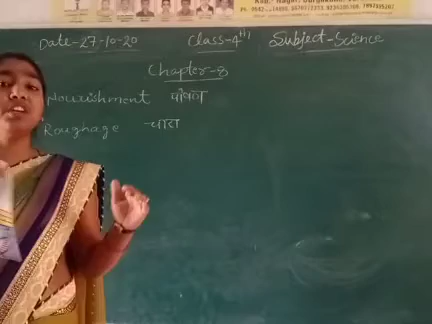 Date-27-10-20 Class-4th Subject-Science
Chapter-8
Nourishment पोषण
Roughage -चारा